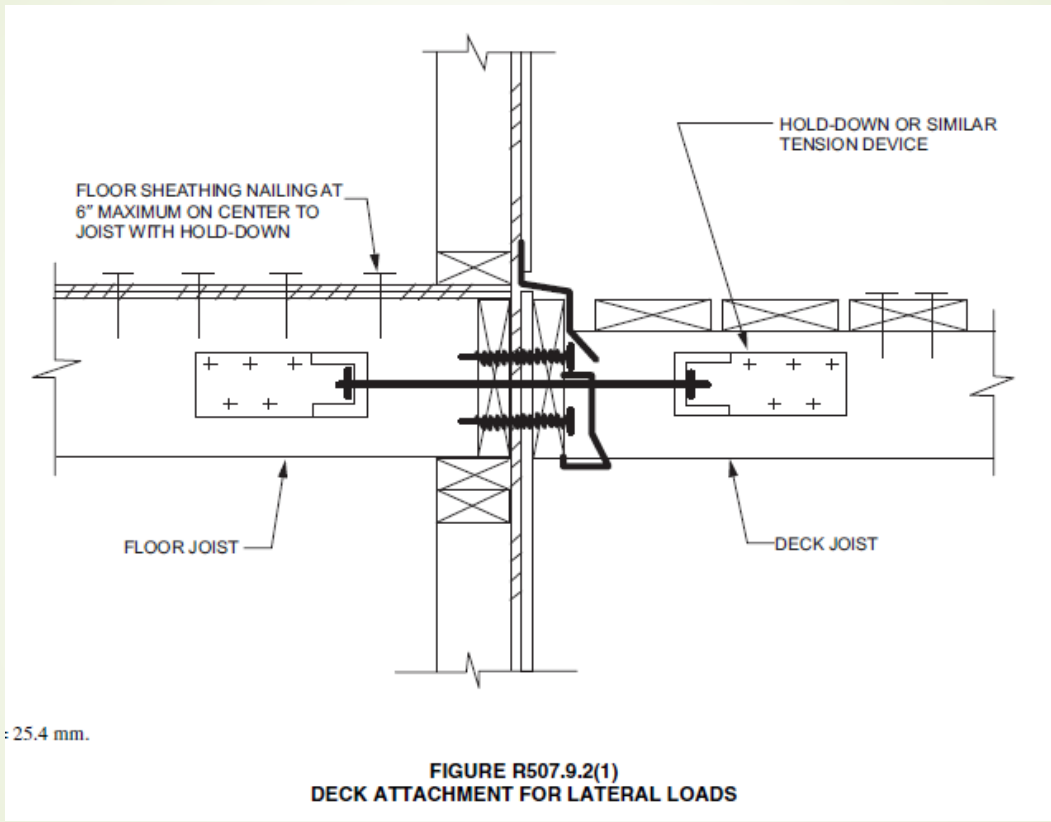 HOLD-DOWN OR SIMILAR
TENSION DEVICE
FLOOR SHEATHING NAILING AT
6″ MAXIMUM ON CENTER TO
JOIST WITH HOLD-DOWN
FLOOR JOIST
DECK JOIST
: 25.4 mm.
FIGURE R507.9.2(1)
DECK ATTACHMENT FOR LATERAL LOADS